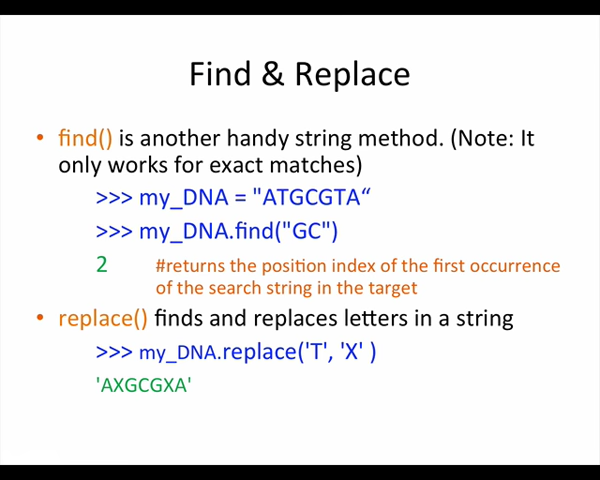 Find & Replace
• find() is another handy string method. (Note: It
only works for exact matches)
>>> my_DNA = "ATGCGTA“
>>> my_DNA.find("GC")
2 #returns the position index of the first occurrence
of the search string in the target
• replace() finds and replaces letters in a string
>>> my_DNA.replace('T', 'X' )
'AXGCGXA'